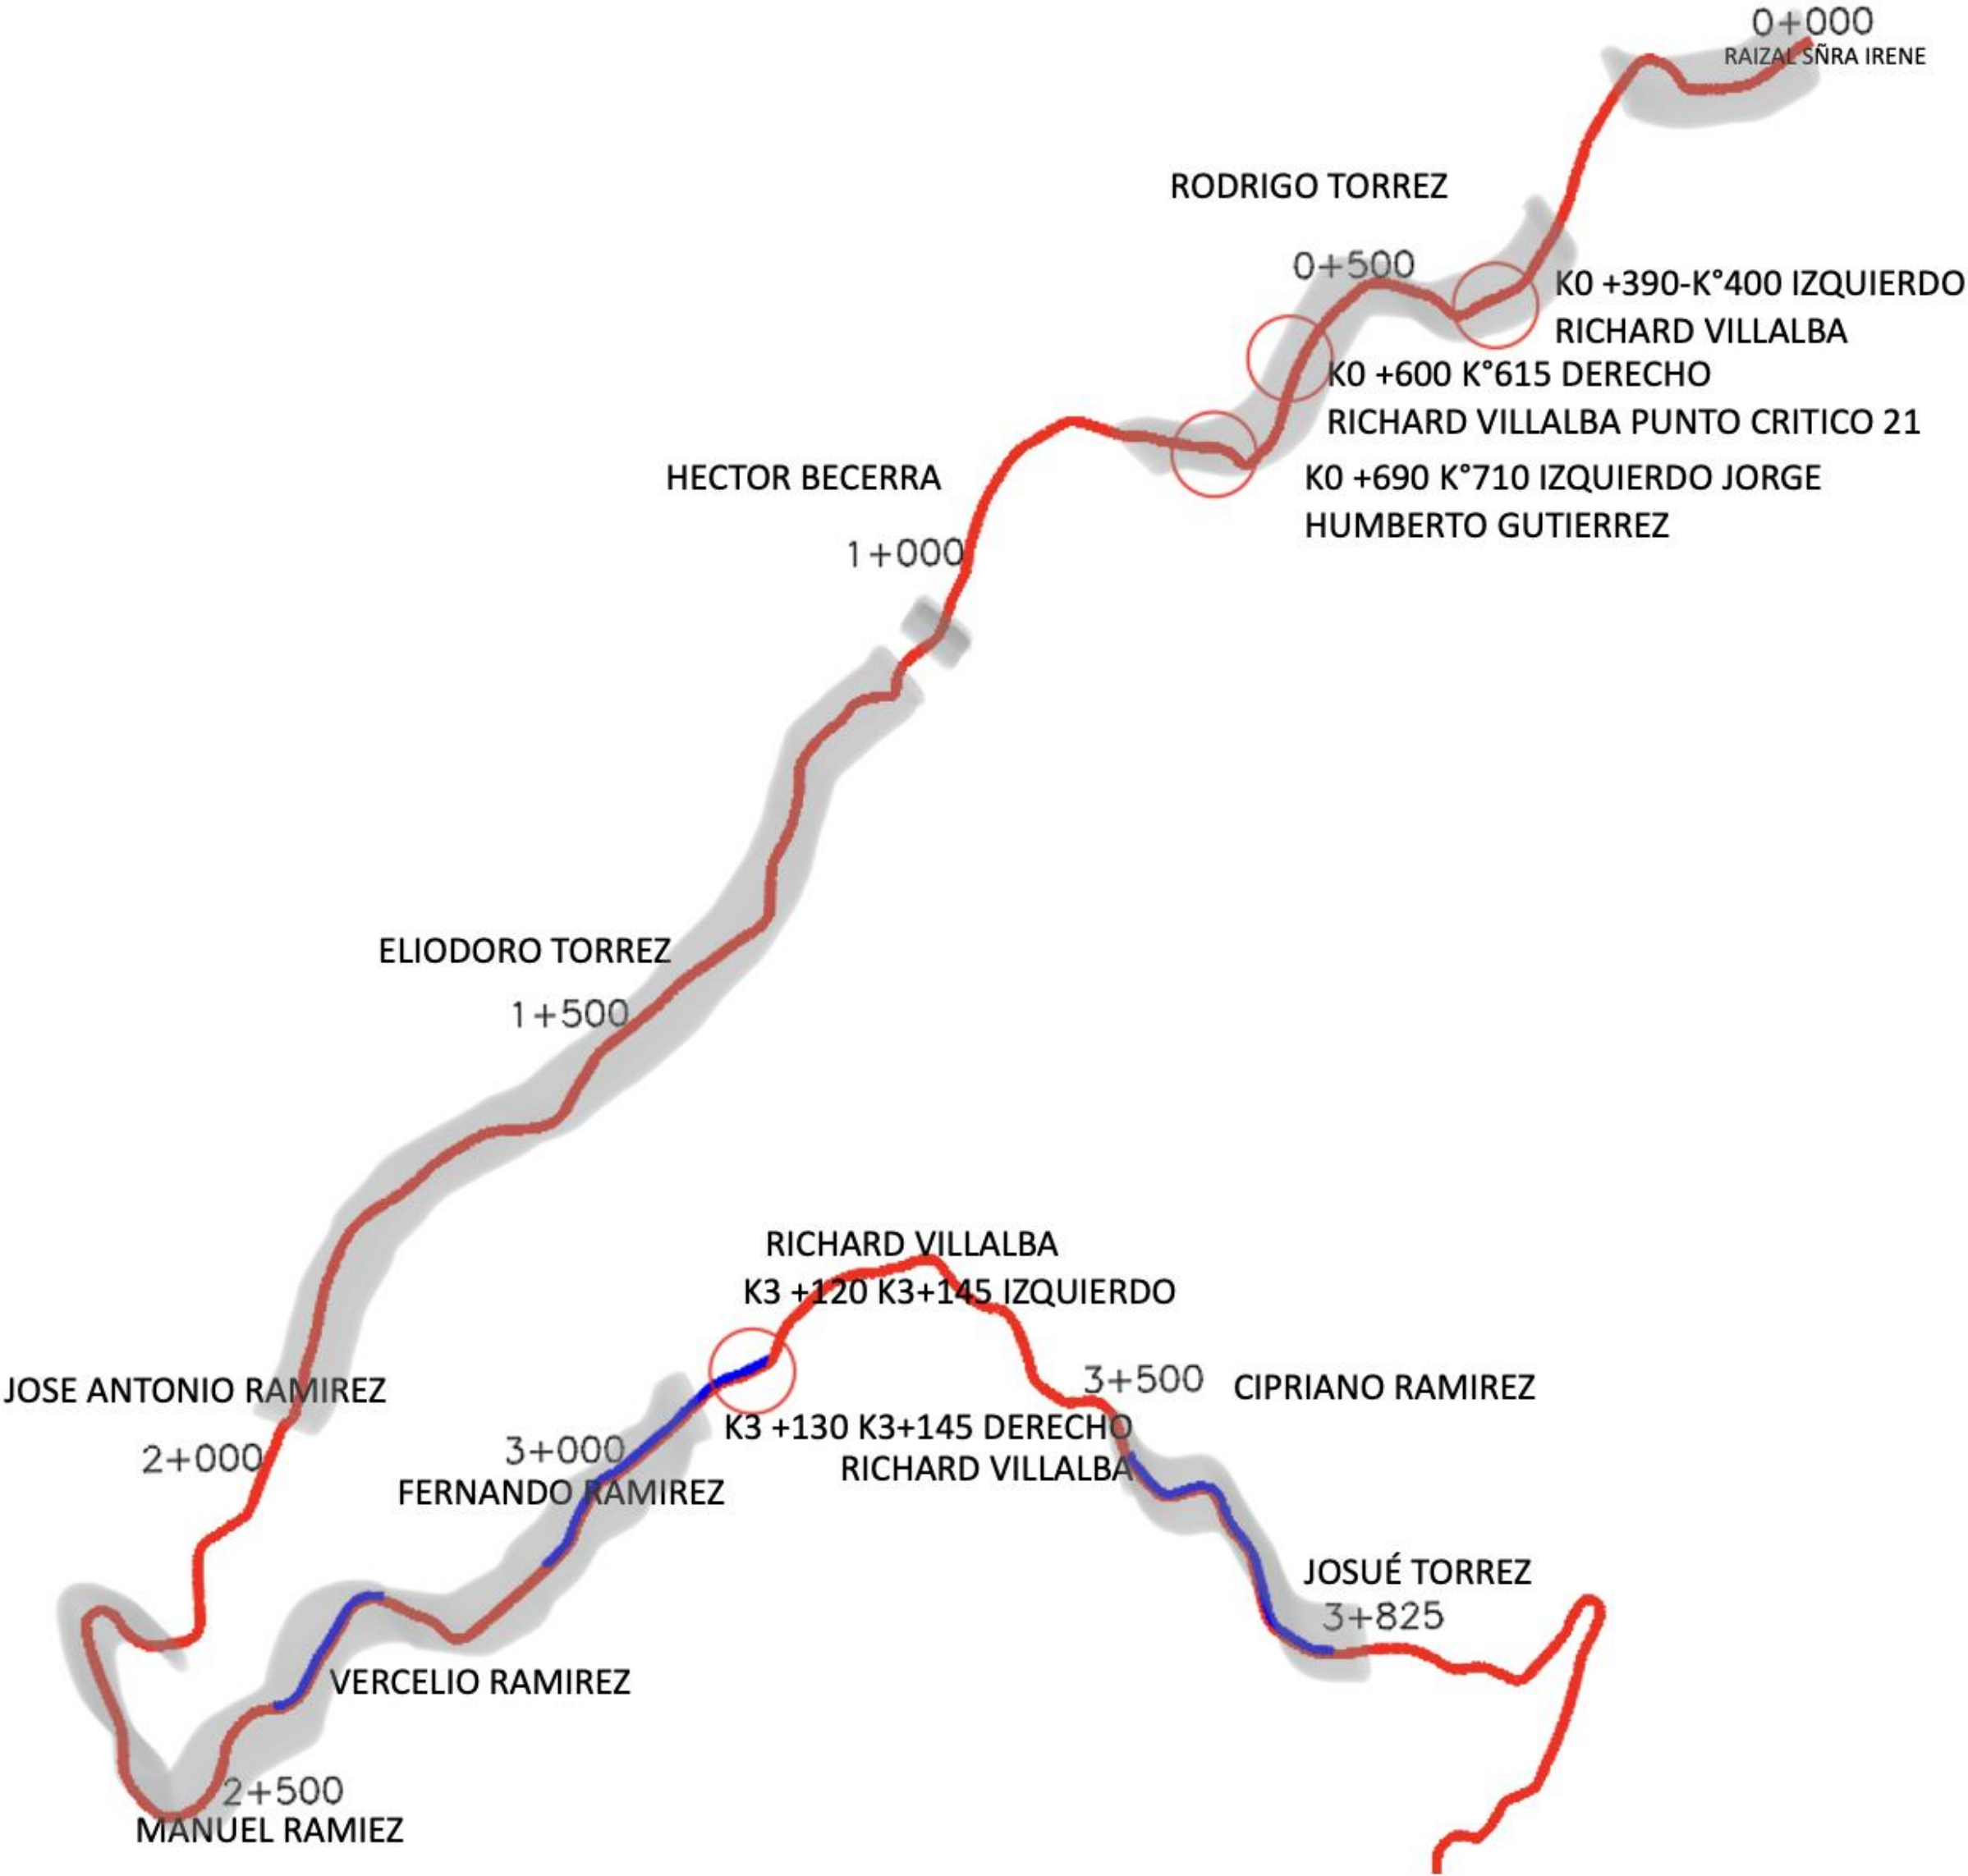 0+000
RAIZAL SÑRA IRENE
RODRIGO TORREZ
0+500
K0 +390-K°400 IZQUIERDO
RICHARD VILLALBA
K0 +600 K°615 DERECHO
RICHARD VILLALBA PUNTO CRITICO 21
HECTOR BECERRA
K0 +690 K°710 IZQUIERDO JORGE
HUMBERTO GUTIERREZ
1+000
ELIODORO TORREZ
1+500
RICHARD VILLALBA
K3 +120 K3+145 IZQUIERDO
JOSE ANTONIO RAMIREZ
3+500
CIPRIANO RAMIREZ
K3 +130 K3+145 DERECHO
RICHARD VILLALBA
2+000
3+000
FERNANDO RAMIREZ
JOSUÉ TORREZ
3+825
VERCELIO RAMIREZ
2+500
MANUEL RAMIEZ